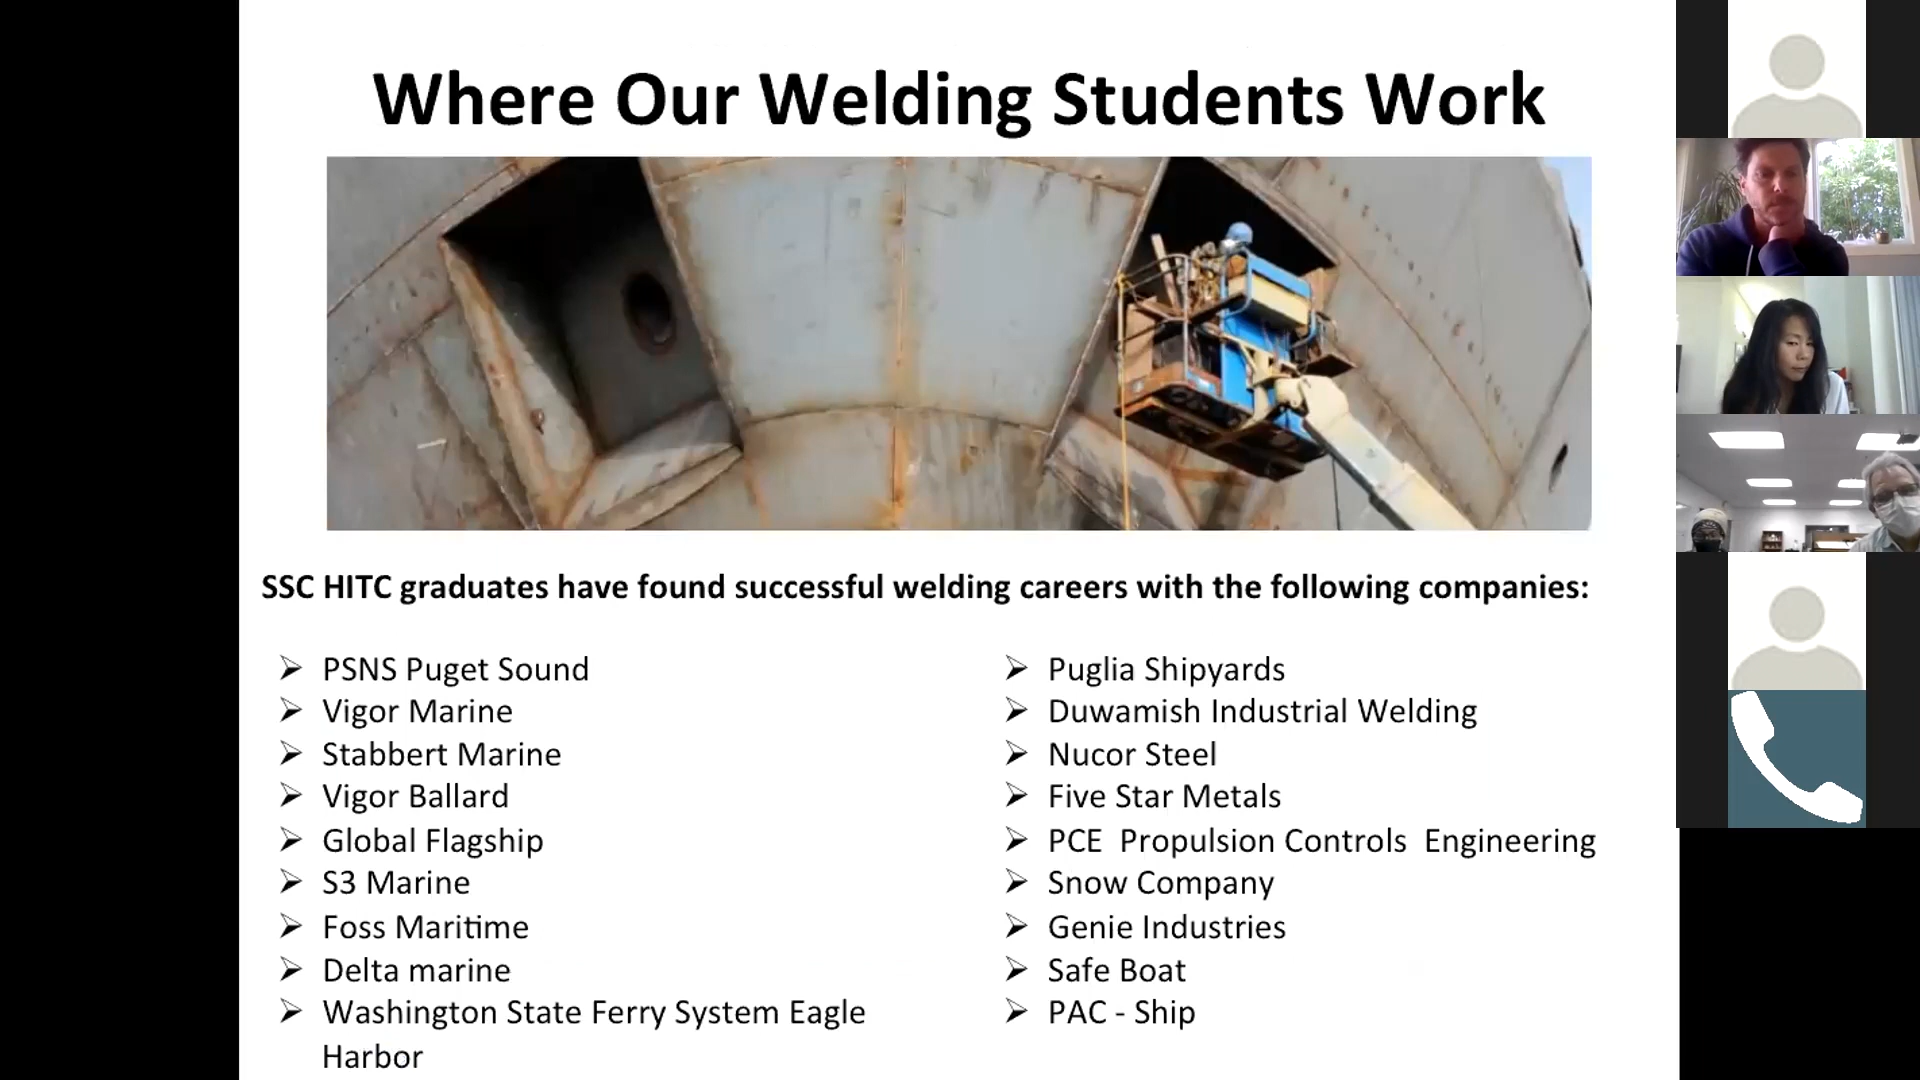 Where Our Welding Students Work
SSC HITC graduates have found successful welding careers with the following companies:
➢ PSNS Puget Sound
➢ Vigor Marine
➢ Stabbert Marine
➢ Vigor Ballard
➢ Global Flagship
➢ S3 Marine
➢ Foss Maritime
➢ Delta marine
➢ Washington State Ferry System Eagle
Harbor
➢ Puglia Shipyards
➢ Duwamish Industrial Welding
➢ Nucor Steel
➢ Five Star Metals
➢ PCE  Propulsion Controls  Engineering
➢ Snow Company
➢ Genie Industries
➢ Safe Boat
➢ PAC - Ship